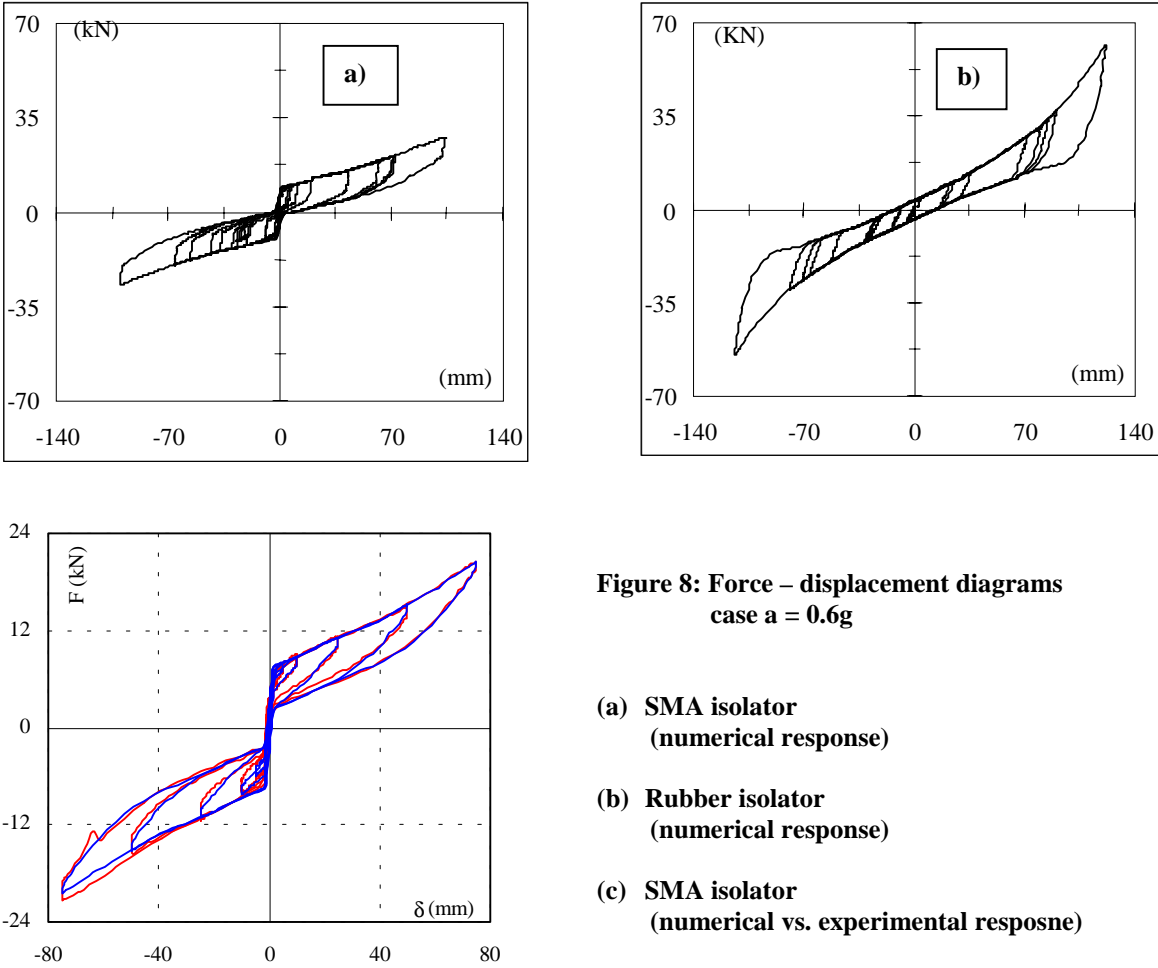 70
(kN)
a)
35
0
-35
(mm)
-70
-140 -70 0 70 140
70
(KN)
b)
35
0
-35
(mm)
-70
-140 -70 0 70 140
24
F (kN)
12
0
-12
δ (mm)
-24
-80 -40 0 40 80
Figure 8: Force – displacement diagrams
case a = 0.6g
(a) SMA isolator
(numerical response)
(b) Rubber isolator
(numerical response)
(c) SMA isolator
(numerical vs. experimental resposne)